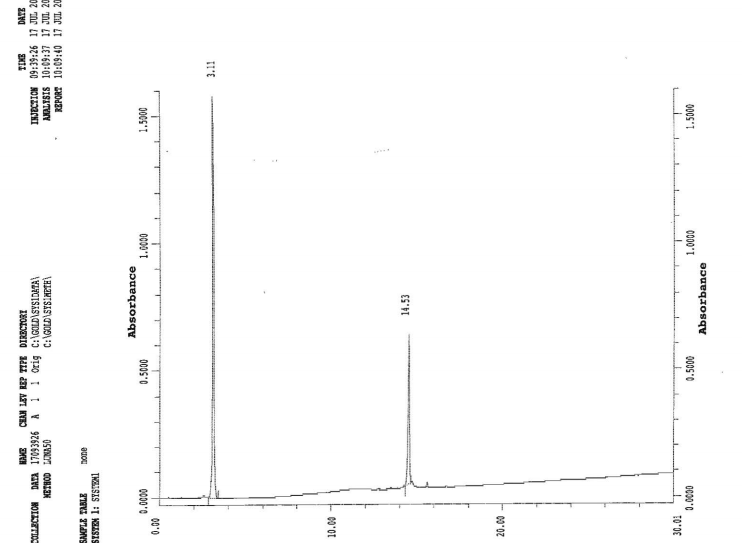 TIME DATE
INJECTION 09:39:26 17 JUL 20
ANALYSIS 10:09:37 17 JUL 20
REPORT 10:09:40 17 JUL 20
NAME CHAN LEV REP TYPE DIRECTORY
COLLECTION DATA 17093926 A 1 1 Orig C:\GOLD\SYS1DATA\
METHOD LUNA50 C:\GOLD\SYS1METH\
SAMPLE TABLE none
SYSTEM 1: SYSTEM1
Absorbance
0.0000 0.5000 1.0000 1.5000
3.11
14.53
0.00
10.00
20.00
30.01
0.0000 0.5000 1.0000 1.5000
Absorbance